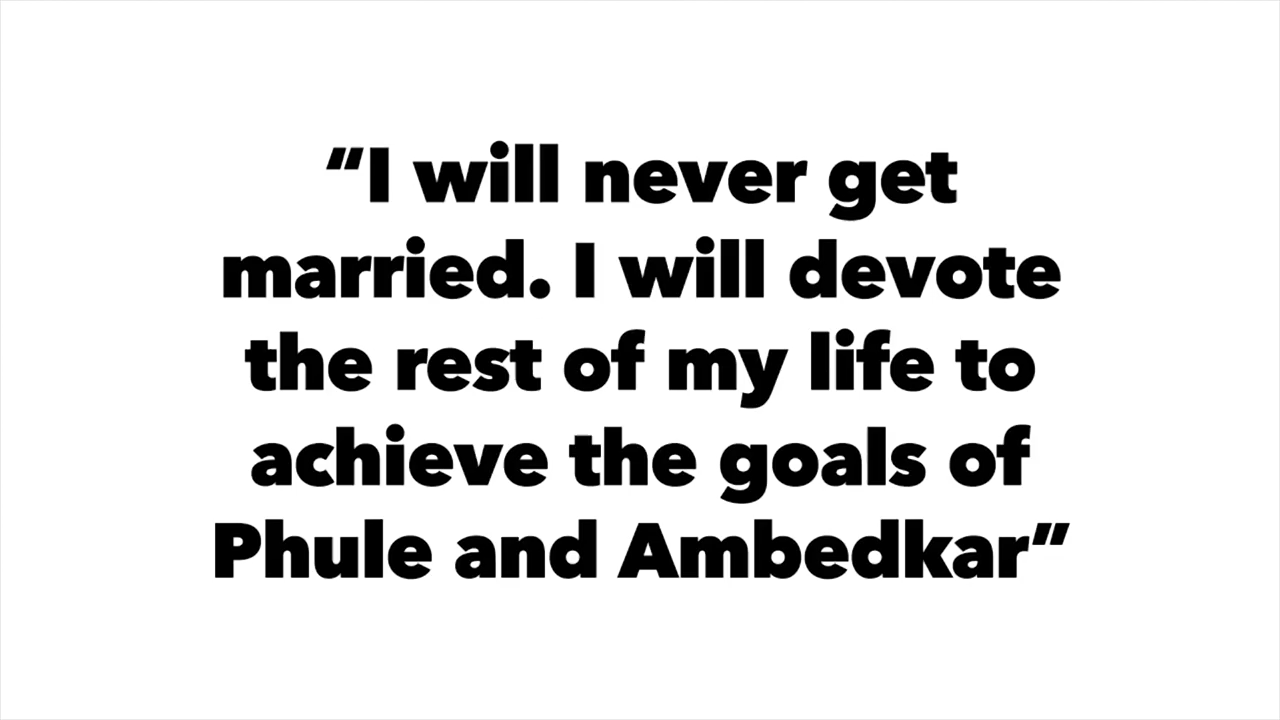 “I will never get
married. I will devote
the rest of my life to
achieve the goals of
Phule and Ambedkar”